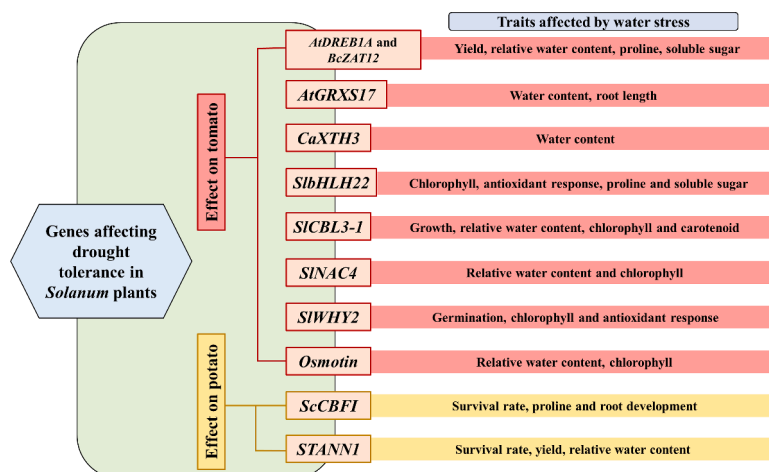 Traits affected by water stress
AtDREB1A and
BcZAT12
Yield, relative water content, proline, soluble sugar
AtGRXS17
Water content, root length
CaXTH3
Water content
SlbHLH22
Chlorophyll, antioxidant response, proline and soluble sugar
SlCBL3-1
Growth, relative water content, chlorophyll and carotenoid
SlNAC4
Relative water content and chlorophyll
SlWHY2
Germination, chlorophyll and antioxidant response
Osmotin
Relative water content, chlorophyll
ScCBFI
Survival rate, proline and root development
STANN1
Survival rate, yield, relative water content
Effect on tomato
Effect on potato
Genes affecting
drought
tolerance in
Solanum plants